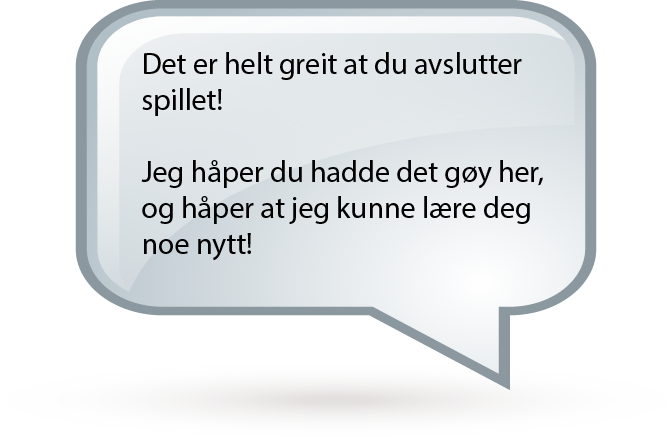 Det er helt greit at du avslutter
spillet!
Jeg håper du hadde det gøy her,
og håper at jeg kunne lære deg
noe nytt!